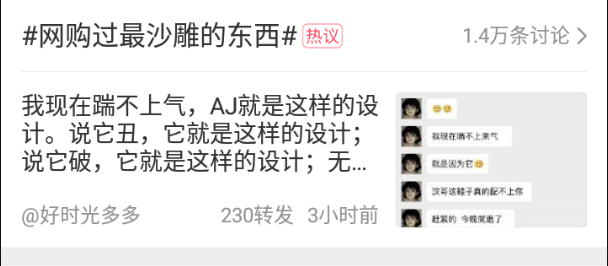 #网购过最沙雕的东西# 热议 1.4万条讨论
我现在踹不上气，AJ就是这样的设
计。说它丑，它就是这样的设计；
说它破，它就是这样的设计；无...
@好时光多多 230转发 3小时前
我现在踹不上来气
就是因为它
汉哥这鞋子真的配不上你
赶紧的 今晚就退了